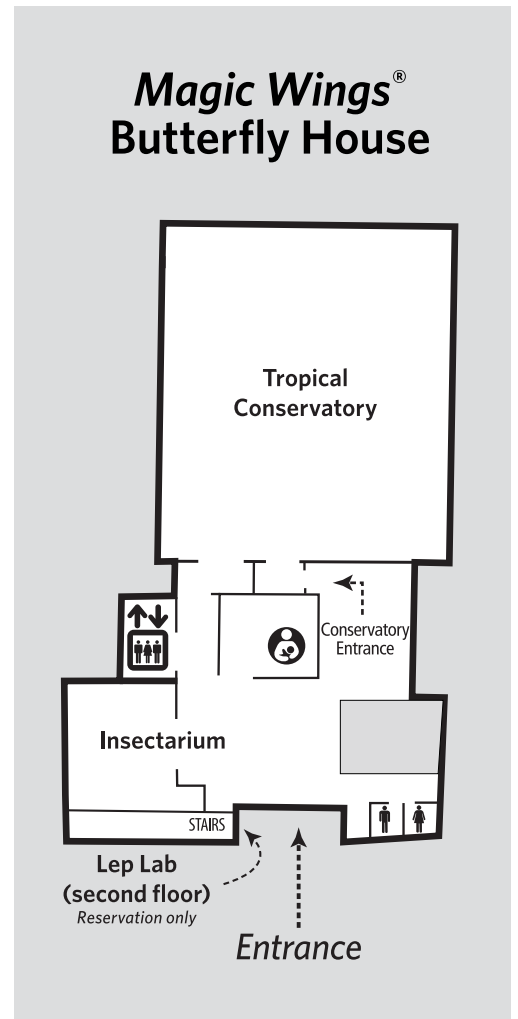 Magic Wings®
Butterfly House
Tropical
Conservatory
Conservatory
Entrance
Insectarium
STAIRS
Lep Lab
(second floor)
Reservation only
Entrance